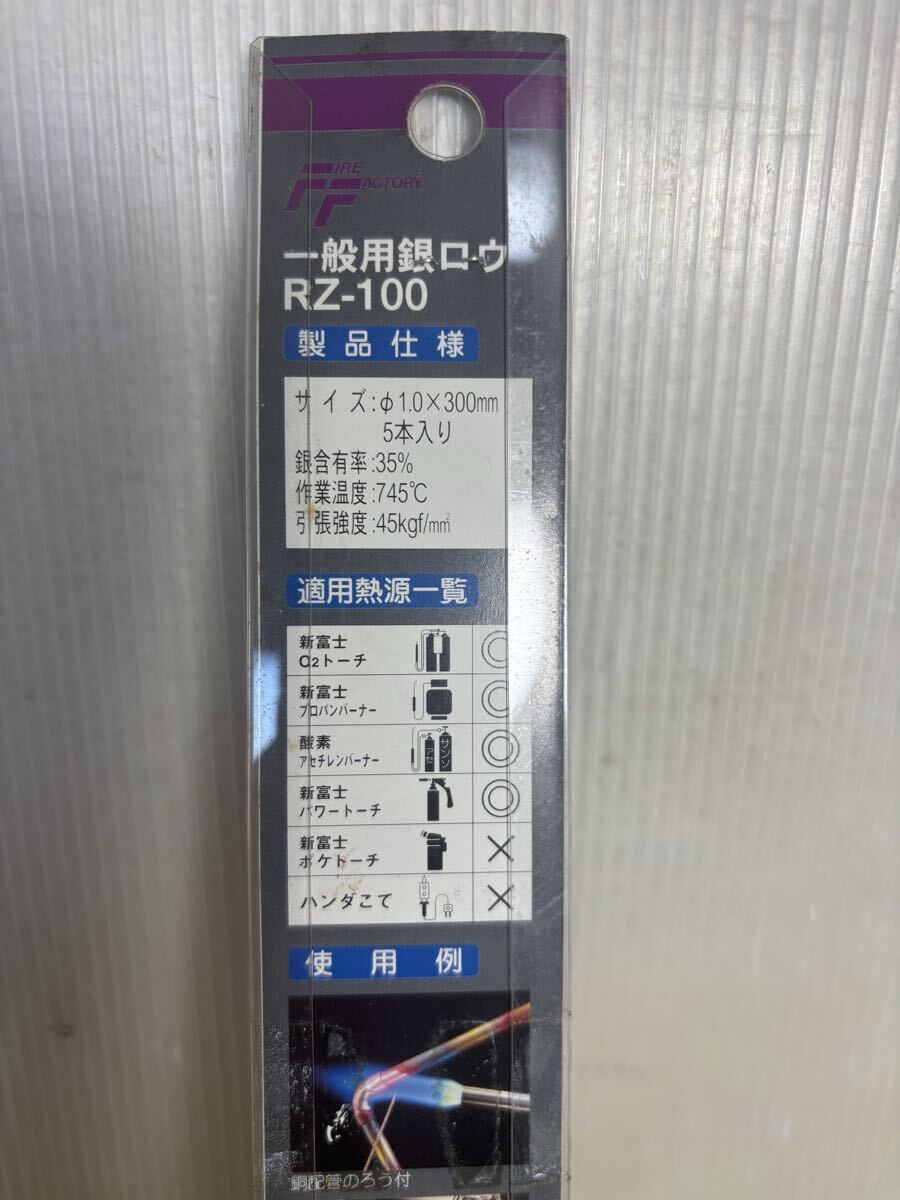 FIRE
FACTORY
一般用銀ロウ
RZ-100
製品仕様
サイズ:φ1.0×300mm
5本入り
銀含有率:35%
作業温度:745℃
引張強度:45kgf/mm²
適用熱源一覧
新富士
O2トーチ ◎
新富士
プロパンバーナー ◎
酸素
アセチレンバーナー アセ サンソ ◎
新富士
パワートーチ ◎
新富士
ポケトーチ ×
ハンダこて ×
使用例
銅配管のろう付